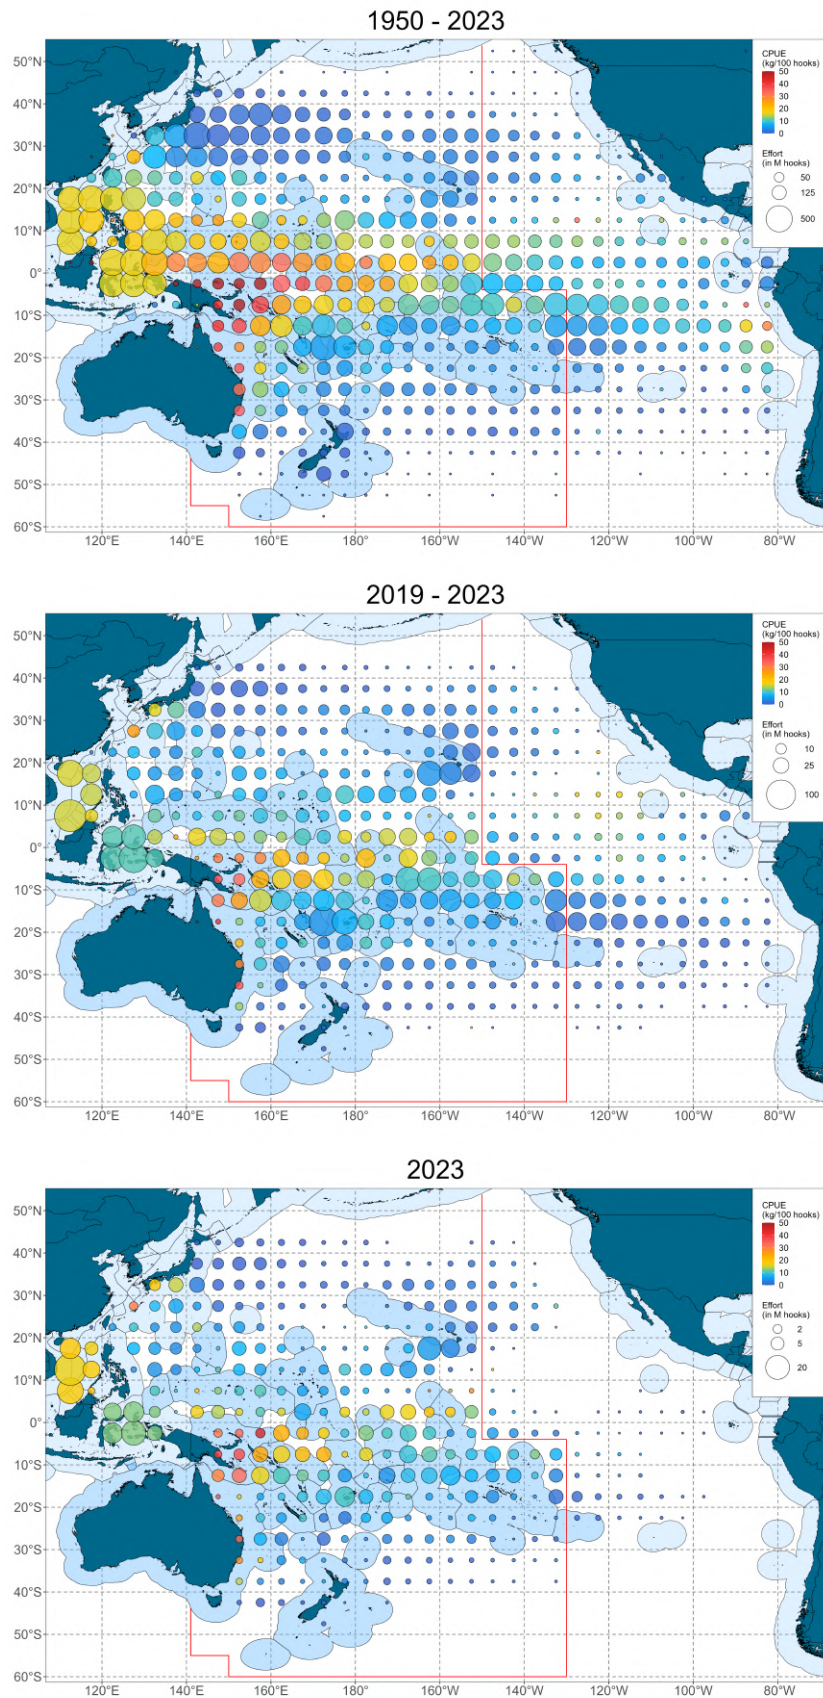 1950 - 2023
50°N
40°N
30°N
20°N
10°N
0°
10°S
20°S
30°S
40°S
50°S
60°S
120°E
140°E
160°E
180°
160°W
140°W
120°W
100°W
80°W
CPUE
(kg/100 hooks)
50
40
30
20
10
0
Effort
(in M hooks)
50
125
500
2019 - 2023
50°N
40°N
30°N
20°N
10°N
0°
10°S
20°S
30°S
40°S
50°S
60°S
120°E
140°E
160°E
180°
160°W
140°W
120°W
100°W
80°W
CPUE
(kg/100 hooks)
50
40
30
20
10
0
Effort
(in M hooks)
10
25
100
2023
50°N
40°N
30°N
20°N
10°N
0°
10°S
20°S
30°S
40°S
50°S
60°S
120°E
140°E
160°E
180°
160°W
140°W
120°W
100°W
80°W
CPUE
(kg/100 hooks)
50
40
30
20
10
0
Effort
(in M hooks)
2
5
20